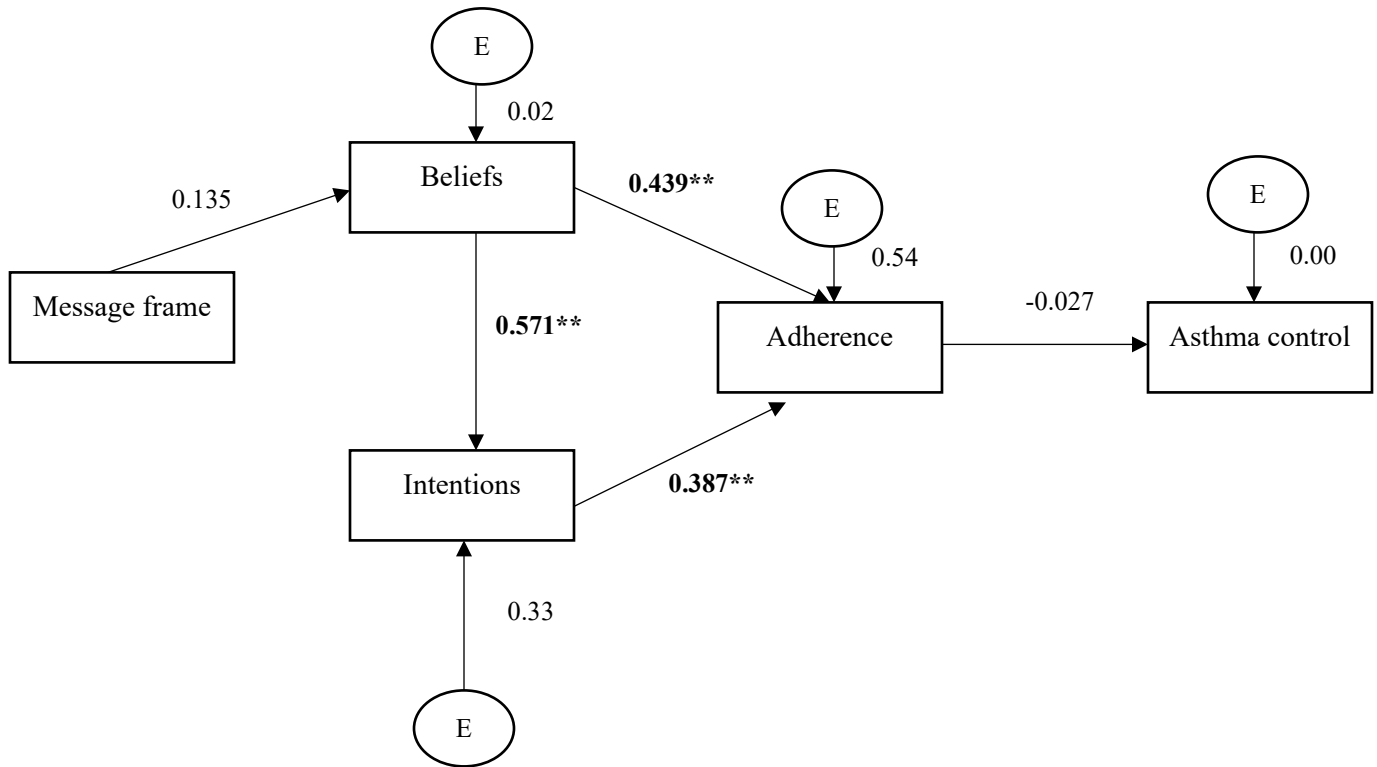 E
0.02
Beliefs
0.439**
0.135
E
E
0.54
0.00
Message frame
-0.027
0.571**
Adherence
Asthma control
Intentions
0.387**
0.33
E